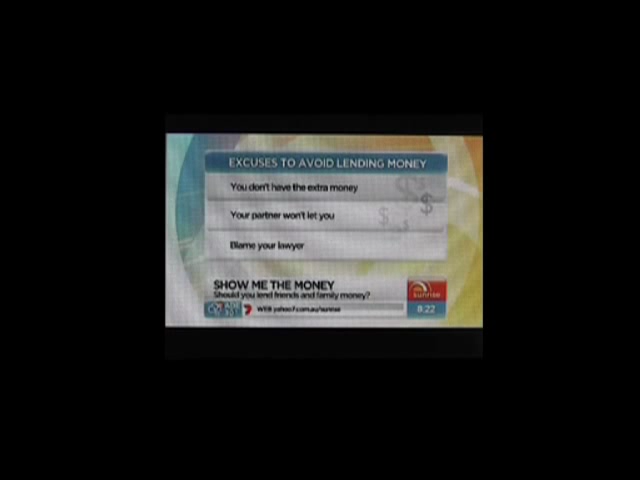 EXCUSES TO AVOID LENDING MONEY
You don't have the extra money
Your partner won't let you
Blame your lawyer
SHOW ME THE MONEY
Should you lend friends and family money?
sunrise
7 WEB yahoo7.com.au/sunrise
8:22